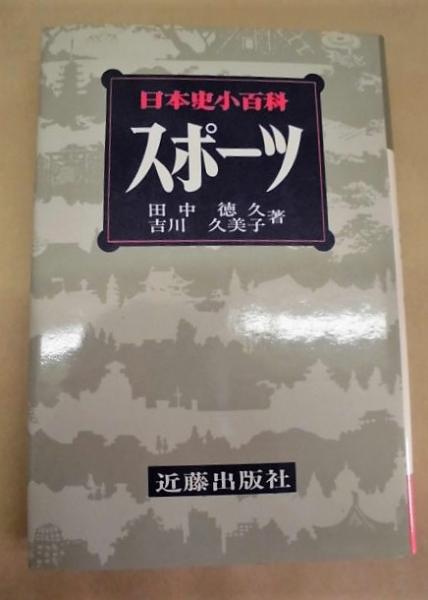 日本史小百科
スポーツ
田中 徳久
吉川 久美子 著
近藤出版社